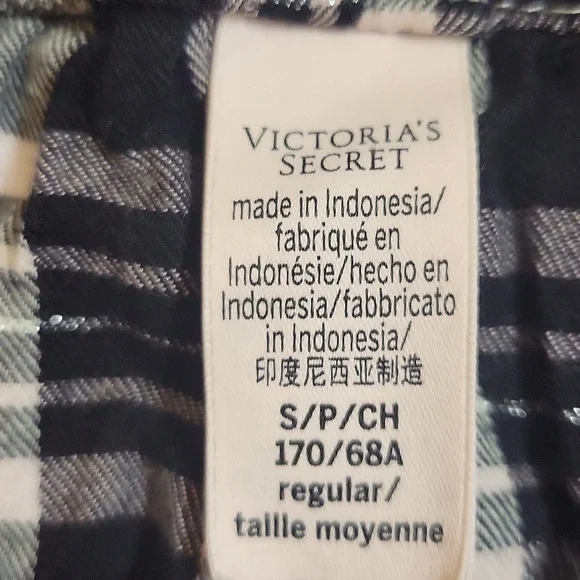 VICTORIA'S
SECRET
made in Indonesia/
fabriqué en
Indonésie/hecho en
Indonesia/fabbricato
in Indonesia/
印度尼西亚制造
S/P/CH
170/68A
regular/
taille moyenne